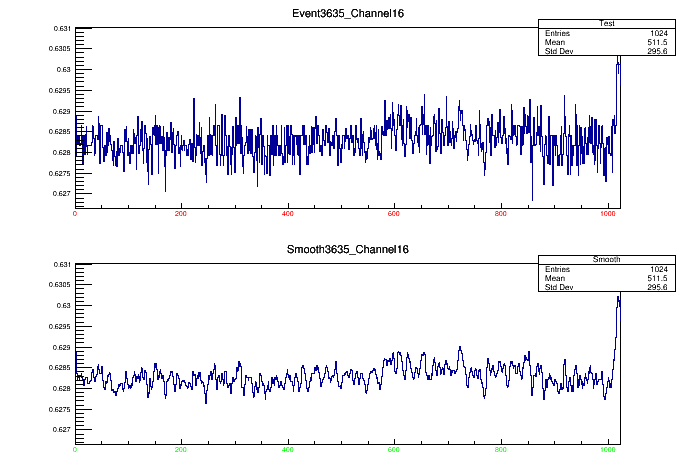 Event3635_Channel16
Test
Entries 1024
Mean 511.5
Std Dev 295.6
0.631
0.6305
0.63
0.6295
0.629
0.6285
0.628
0.6275
0.627
0 200 400 600 800 1000
Smooth3635_Channel16
Smooth
Entries 1024
Mean 511.5
Std Dev 295.6
0.631
0.6305
0.63
0.6295
0.629
0.6285
0.628
0.6275
0.627
0 200 400 600 800 1000